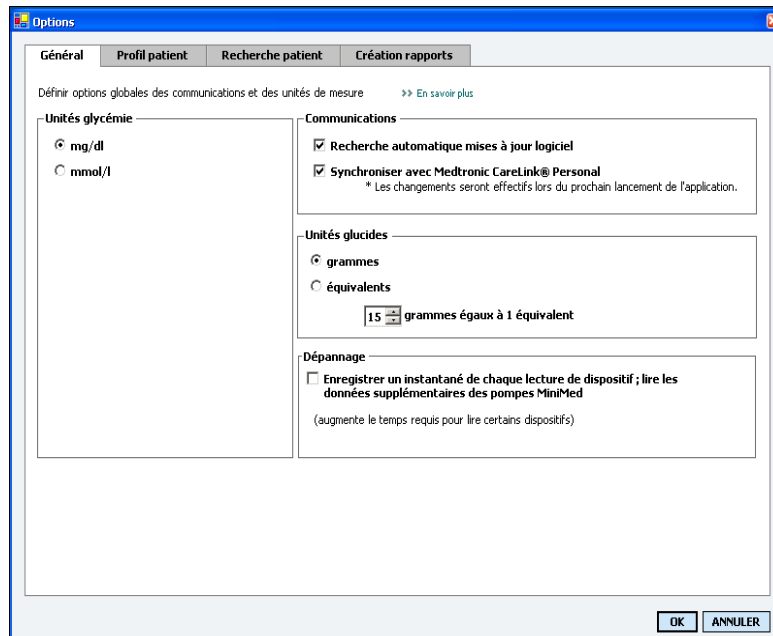 Options
Général
Profil patient
Recherche patient
Création rapports
Définir options globales des communications et des unités de mesure >> En savoir plus
Unités glycémie
mg/dl
mmol/l
Communications
Recherche automatique mises à jour logiciel
Synchroniser avec Medtronic CareLink® Personal
* Les changements seront effectifs lors du prochain lancement de l'application.
Unités glucides
grammes
équivalents
15 grammes égaux à 1 équivalent
Dépannage
Enregistrer un instantané de chaque lecture de dispositif ; lire les
données supplémentaires des pompes MiniMed
(augmente le temps requis pour lire certains dispositifs)
OK
ANNULER